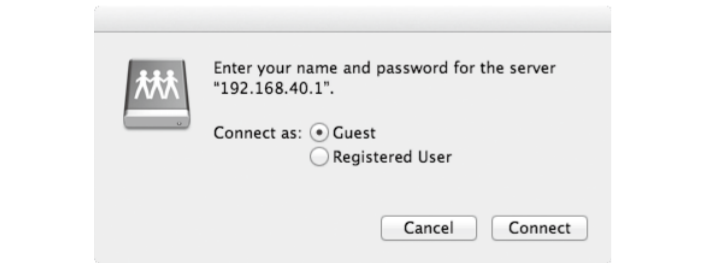 Enter your name and password for the server
“192.168.40.1”.
Connect as: Guest
Registered User
Cancel Connect